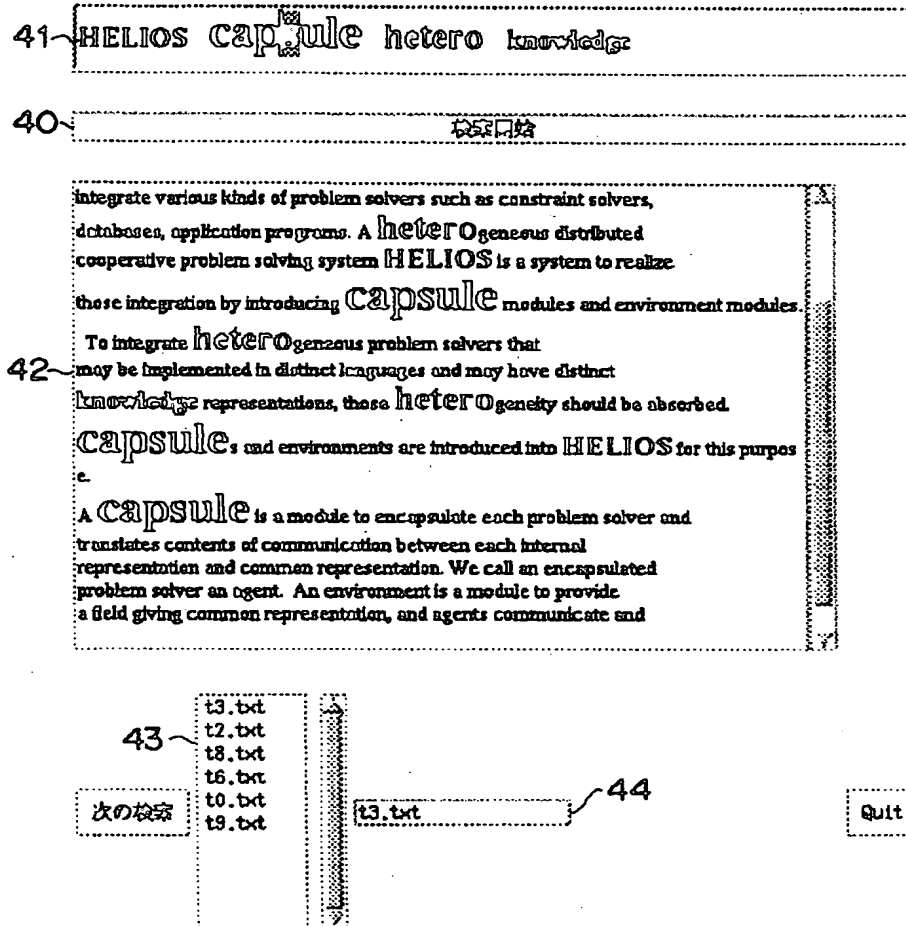 41 HELIOS capsule hetero knowledge
40 検索開始
integrate various kinds of problem solvers such as constraint solvers,
databases, application programs. A heterogeneous distributed
cooperative problem solving system HELIOS is a system to realize
those integration by introducing capsule modules and environment modules.
To integrate heterogeneous problem solvers that
42 may be implemented in distinct languages and may have distinct
knowledge representations, those heterogeneity should be absorbed.
capsules and environments are introduced into HELIOS for this purpos
e.
A capsule is a module to encapsulate each problem solver and
translates contents of communication between each internal
representation and common representation. We call an encapsulated
problem solver an agent. An environment is a module to provide
a field giving common representation, and agents communicate and
t3.txt
43 t2.txt
t8.txt
t6.txt
次の検索 t0.txt t3.txt 44 Quit
t9.txt